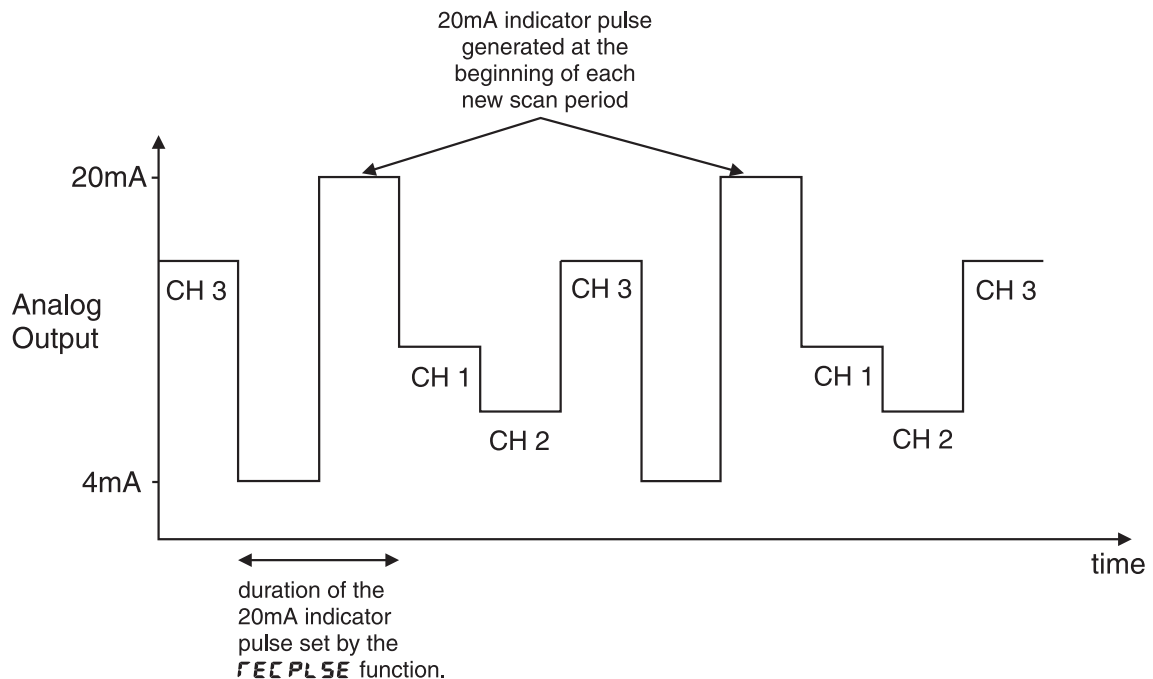 20mA indicator pulse
generated at the
beginning of each
new scan period
20mA
CH 3
CH 3
CH 3
Analog
Output
CH 1
CH 1
CH 2
CH 2
4mA
time
duration of the
20mA indicator
pulse set by the
rECPLSE function.